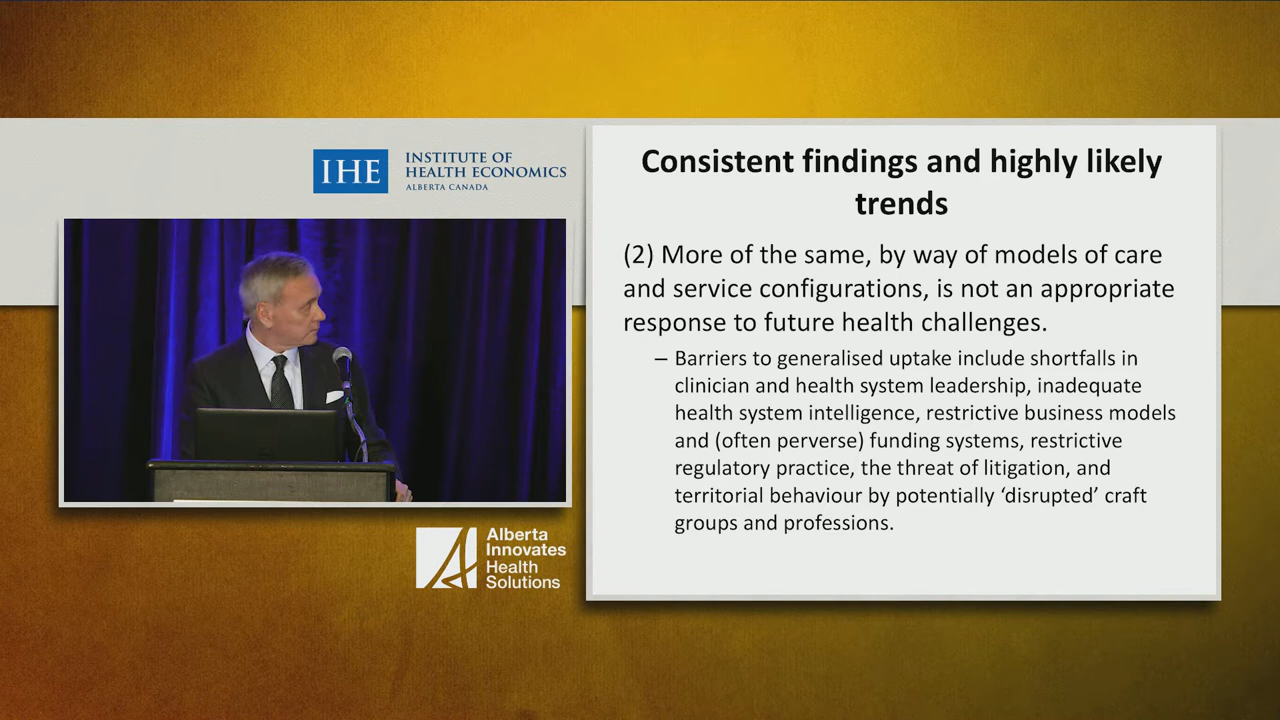 IHE
INSTITUTE OF
HEALTH ECONOMICS
ALBERTA CANADA
Alberta
Innovates
Health
Solutions
Consistent findings and highly likely
trends
(2) More of the same, by way of models of care
and service configurations, is not an appropriate
response to future health challenges.
– Barriers to generalised uptake include shortfalls in
clinician and health system leadership, inadequate
health system intelligence, restrictive business models
and (often perverse) funding systems, restrictive
regulatory practice, the threat of litigation, and
territorial behaviour by potentially ‘disrupted’ craft
groups and professions.